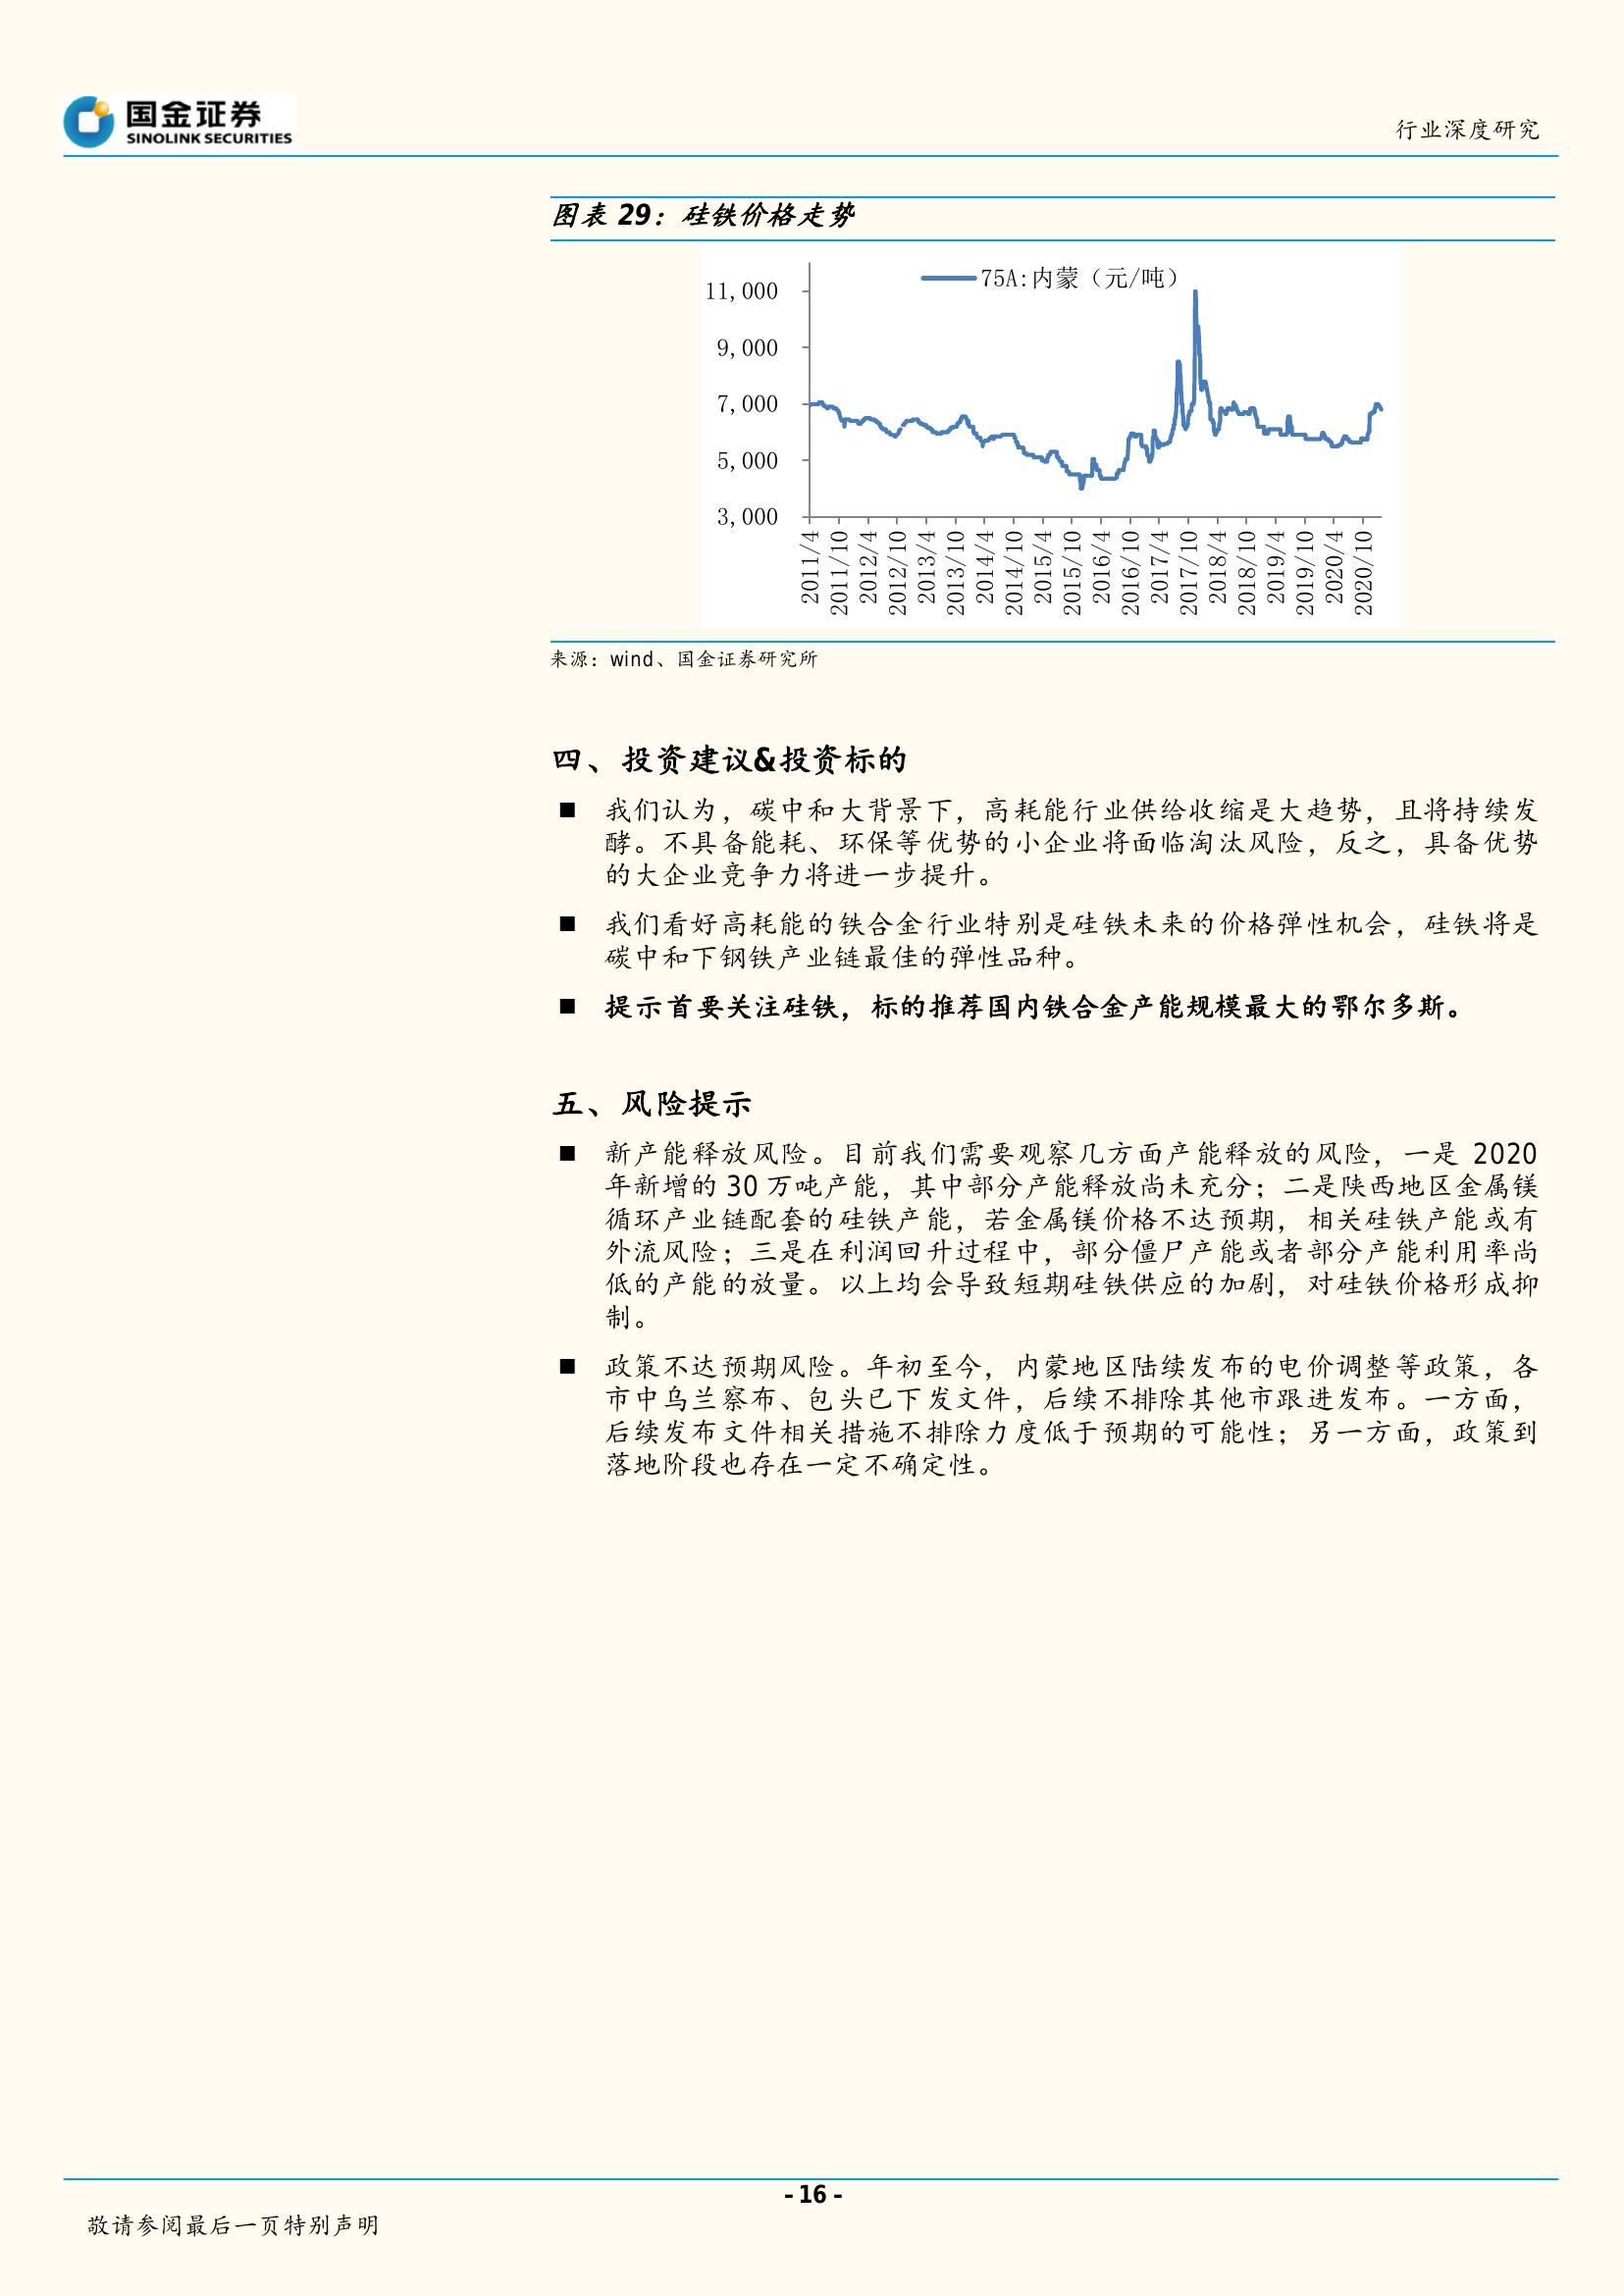 国金证券
SINOLINK SECURITIES
行业深度研究
图表 29：硅铁价格走势
75A:内蒙（元/吨）
11,000
9,000
7,000
5,000
3,000
2011/4
2011/10
2012/4
2012/10
2013/4
2013/10
2014/4
2014/10
2015/4
2015/10
2016/4
2016/10
2017/4
2017/10
2018/4
2018/10
2019/4
2019/10
2020/4
2020/10
来源：wind、国金证券研究所
四、投资建议&投资标的
■ 我们认为，碳中和大背景下，高耗能行业供给收缩是大趋势，且将持续发
酵。不具备能耗、环保等优势的小企业将面临淘汰风险，反之，具备优势
的大企业竞争力将进一步提升。
■ 我们看好高耗能的铁合金行业特别是硅铁未来的价格弹性机会，硅铁将是
碳中和下钢铁产业链最佳的弹性品种。
■ 提示首要关注硅铁，标的推荐国内铁合金产能规模最大的鄂尔多斯。
五、风险提示
■ 新产能释放风险。目前我们需要观察几方面产能释放的风险，一是 2020
年新增的 30 万吨产能，其中部分产能释放尚未充分；二是陕西地区金属镁
循环产业链配套的硅铁产能，若金属镁价格不达预期，相关硅铁产能或有
外流风险；三是在利润回升过程中，部分僵尸产能或者部分产能利用率尚
低的产能的放量。以上均会导致短期硅铁供应的加剧，对硅铁价格形成抑
制。
■ 政策不达预期风险。年初至今，内蒙地区陆续发布的电价调整等政策，各
市中乌兰察布、包头已下发文件，后续不排除其他市跟进发布。一方面，
后续发布文件相关措施不排除力度低于预期的可能性；另一方面，政策到
落地阶段也存在一定不确定性。
- 16 -
敬请参阅最后一页特别声明